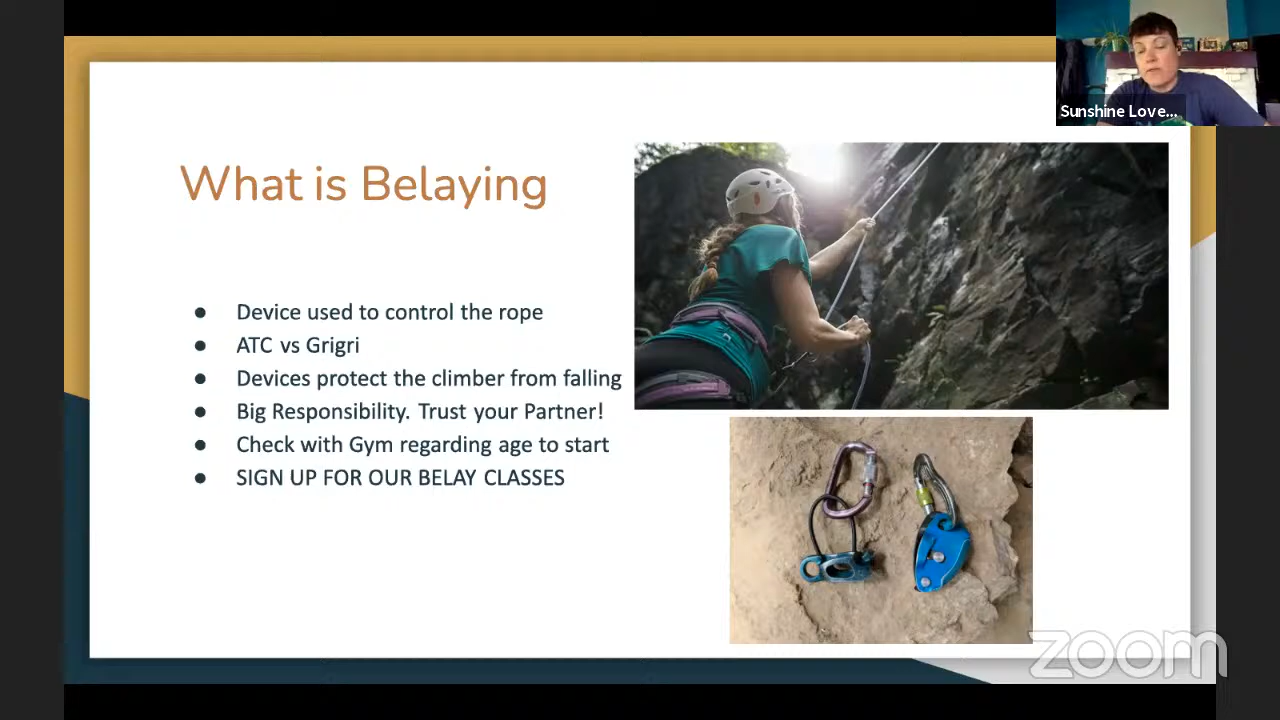 Sunshine Love...
What is Belaying
● Device used to control the rope
● ATC vs Grigri
● Devices protect the climber from falling
● Big Responsibility. Trust your Partner!
● Check with Gym regarding age to start
● SIGN UP FOR OUR BELAY CLASSES
zoom